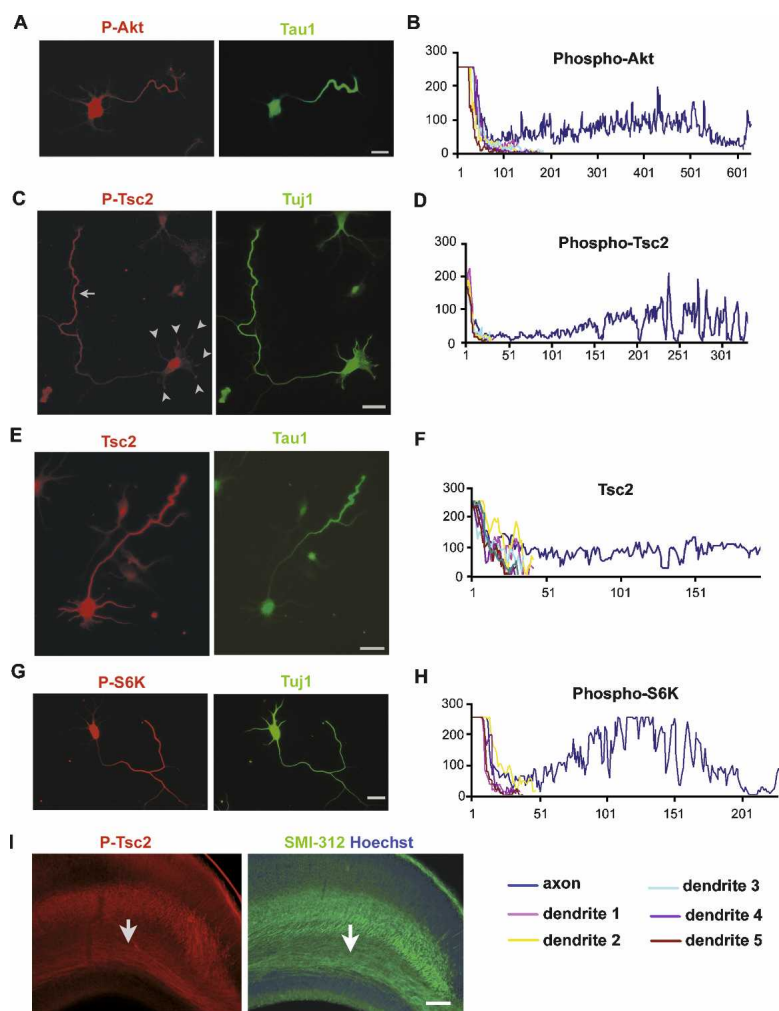 A
P-Akt
Tau1
B
Phospho-Akt
300
200
100
0
1 101 201 301 401 501 601
C
P-Tsc2
Tuj1
D
Phospho-Tsc2
300
200
100
0
1 51 101 151 201 251 301
E
Tsc2
Tau1
F
Tsc2
300
200
100
0
1 51 101 151
G
P-S6K
Tuj1
H
Phospho-S6K
300
200
100
0
1 51 101 151 201
I
P-Tsc2
SMI-312 Hoechst
axon
dendrite 1
dendrite 2
dendrite 3
dendrite 4
dendrite 5